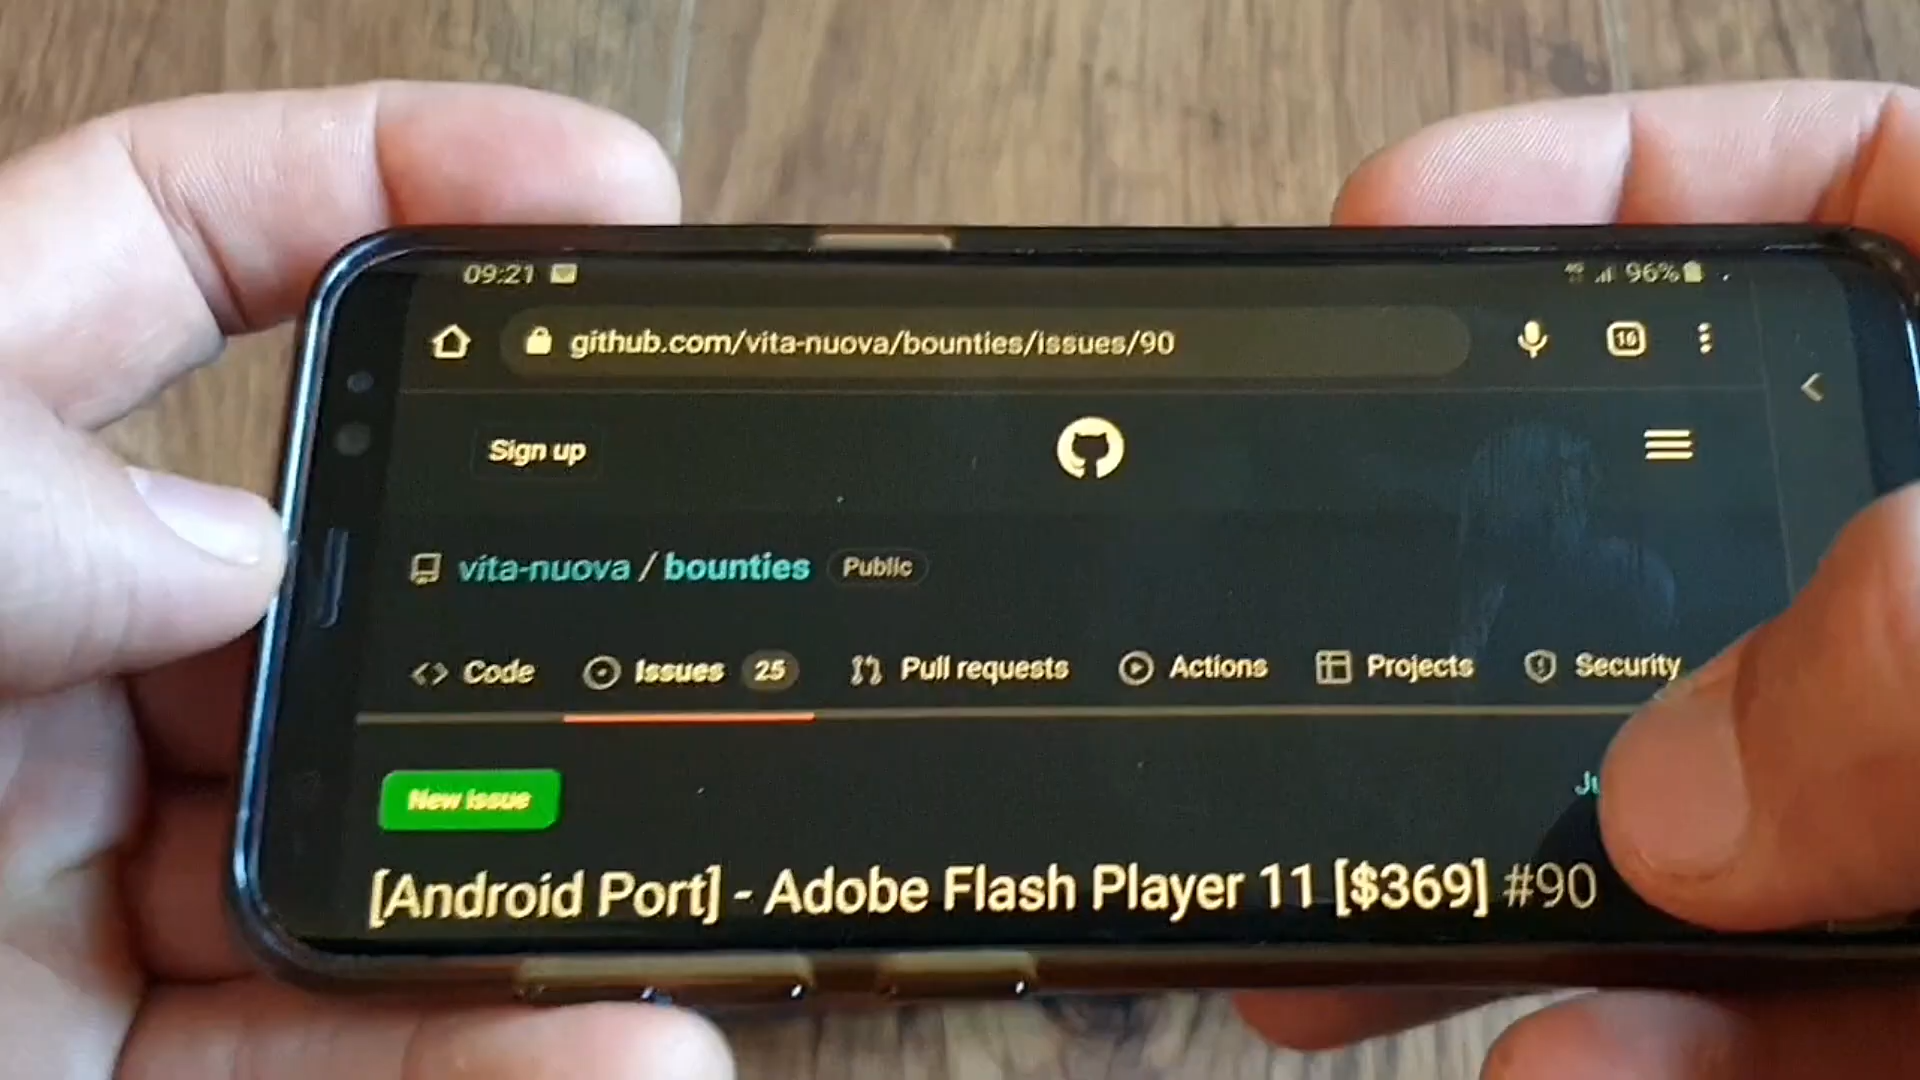 09:21 96%
github.com/vita-nuova/bounties/issues/90 16
Sign up
vita-nuova / bounties Public
Code Issues 25 Pull requests Actions Projects Security
New issue
[Android Port] - Adobe Flash Player 11 [$369] #90